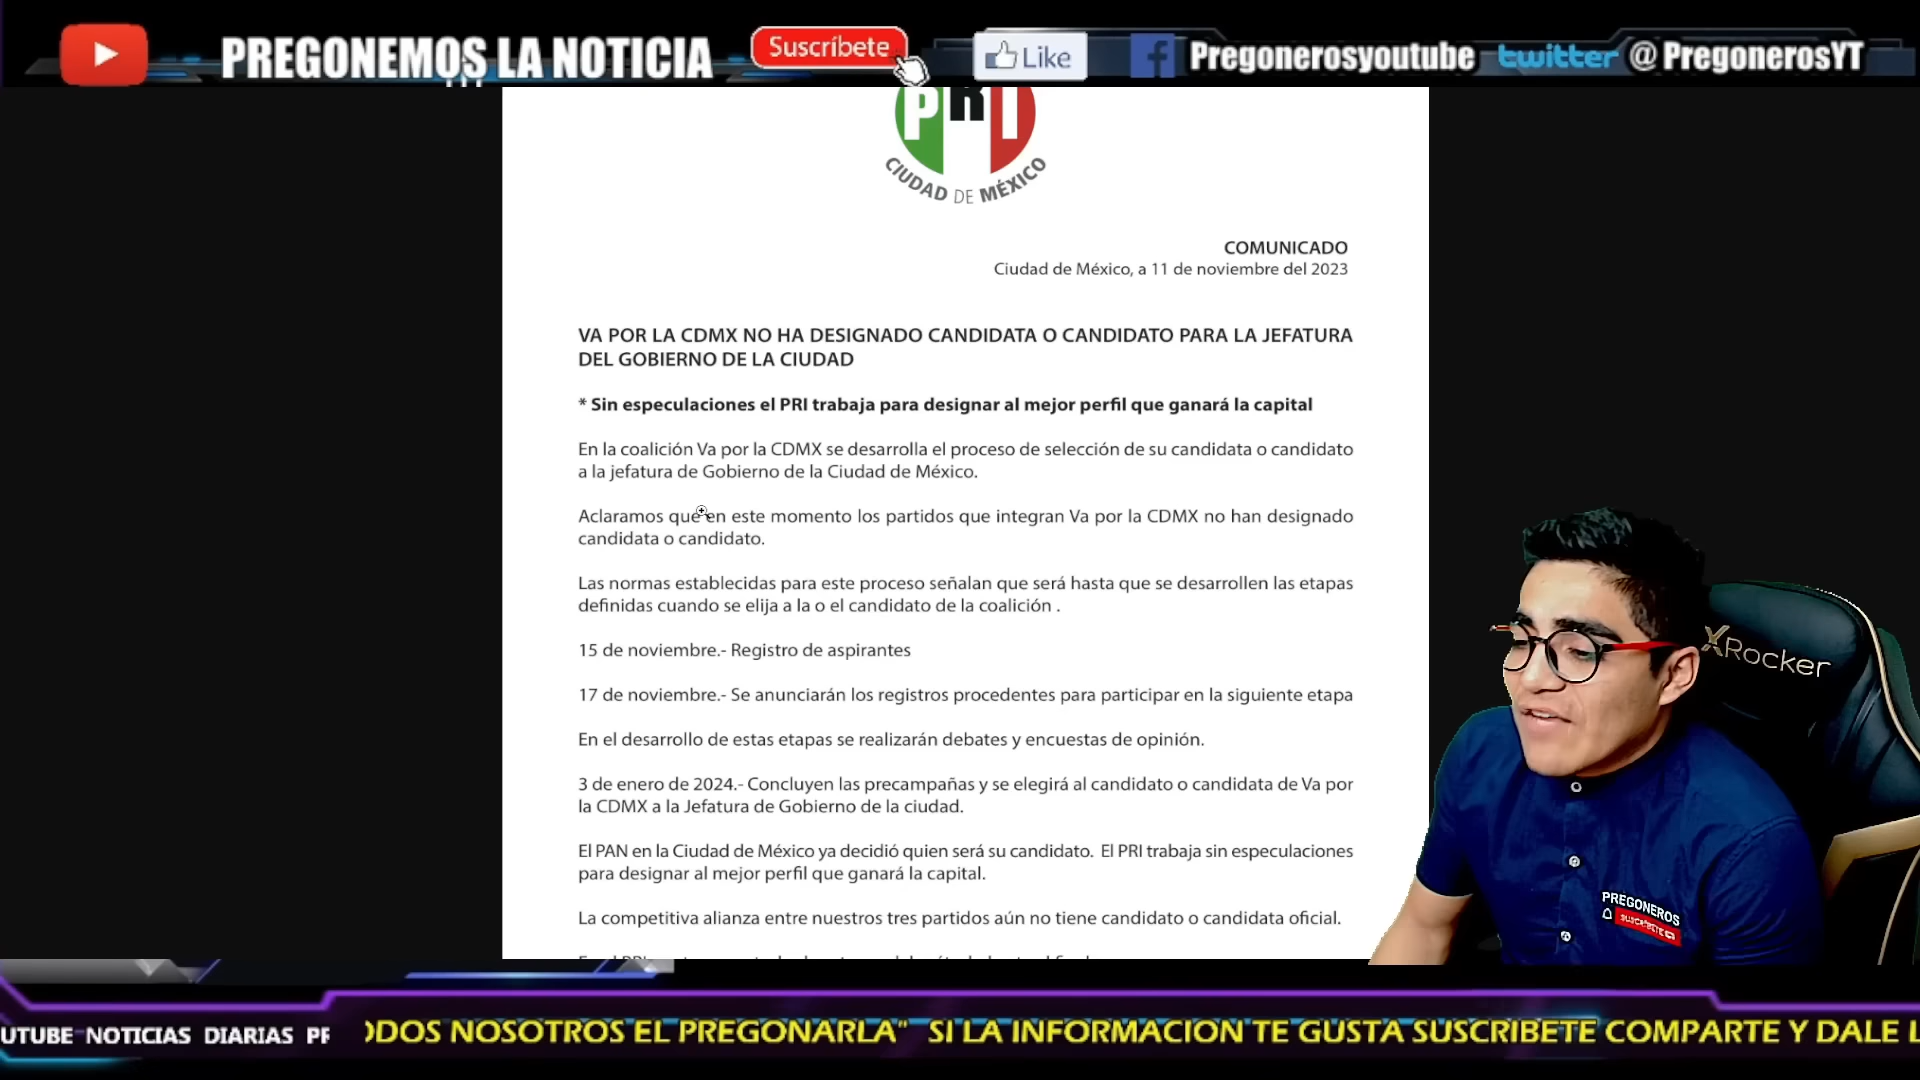 PREGONEMOS LA NOTICIA
Suscríbete
Like
Pregonerosyoutube
twitter @PregonerosYT
PRI
CIUDAD DE MÉXICO
COMUNICADO
Ciudad de México, a 11 de noviembre del 2023
VA POR LA CDMX NO HA DESIGNADO CANDIDATA O CANDIDATO PARA LA JEFATURA
DEL GOBIERNO DE LA CIUDAD
* Sin especulaciones el PRI trabaja para designar al mejor perfil que ganará la capital
En la coalición Va por la CDMX se desarrolla el proceso de selección de su candidata o candidato
a la jefatura de Gobierno de la Ciudad de México.
Aclaramos que en este momento los partidos que integran Va por la CDMX no han designado
candidata o candidato.
Las normas establecidas para este proceso señalan que será hasta que se desarrollen las etapas
definidas cuando se elija a la o el candidato de la coalición .
15 de noviembre.- Registro de aspirantes
17 de noviembre.- Se anunciarán los registros procedentes para participar en la siguiente etapa
En el desarrollo de estas etapas se realizarán debates y encuestas de opinión.
3 de enero de 2024.- Concluyen las precampañas y se elegirá al candidato o candidata de Va por
la CDMX a la Jefatura de Gobierno de la ciudad.
El PAN en la Ciudad de México ya decidió quien será su candidato. El PRI trabaja sin especulaciones
para designar al mejor perfil que ganará la capital.
La competitiva alianza entre nuestros tres partidos aún no tiene candidato o candidata oficial.
XRocker
PREGONEROS
SUSCRÍBETE
UTUBE NOTICIAS DIARIAS PR
ODOS NOSOTROS EL PREGONARLA" SI LA INFORMACION TE GUSTA SUSCRIBETE COMPARTE Y DALE L